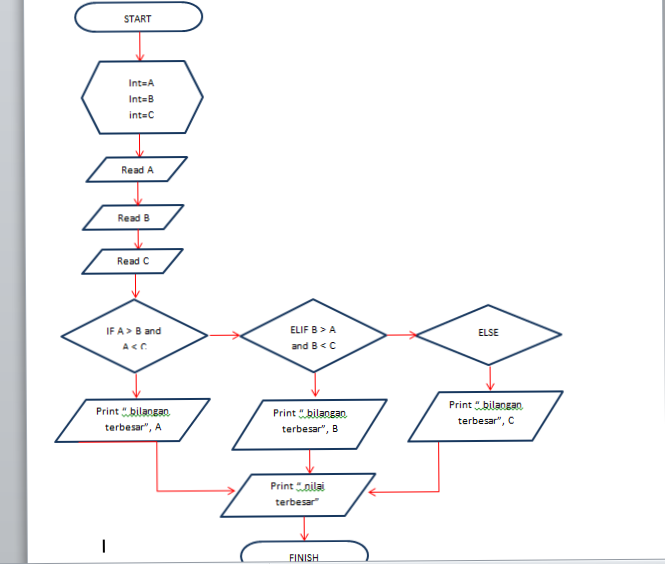 START
Int=A
Int=B
int=C
Read A
Read B
Read C
IF A > B and
A < C
ELIF B > A
and B < C
ELSE
Print " bilangan
terbesar", A
Print " bilangan
terbesar", B
Print " bilangan
terbesar", C
Print " nilai
terbesar"
FINISH